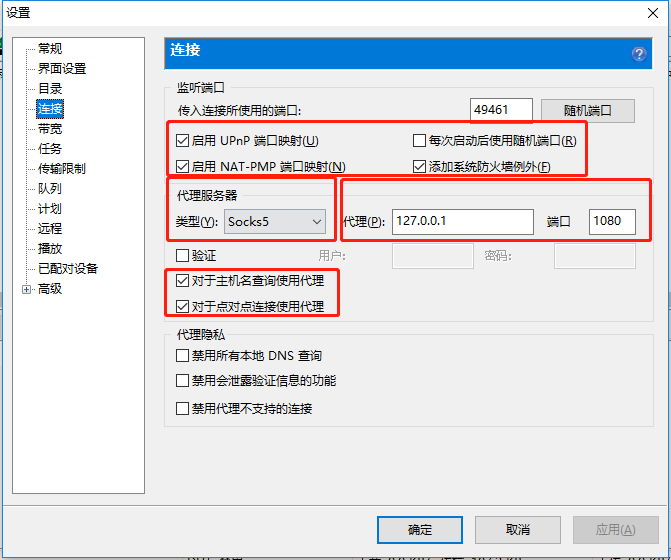 设置
常规
界面设置
目录
连接
带宽
任务
传输限制
队列
计划
远程
播放
已配对设备
高级
连接
监听端口
传入连接所使用的端口: 49461 随机端口
启用 UPnP 端口映射(U) 每次启动后使用随机端口(R)
启用 NAT-PMP 端口映射(N) 添加系统防火墙例外(F)
代理服务器
类型(Y): Socks5 代理(P): 127.0.0.1 端口 1080
验证 用户: 密码:
对于主机名查询使用代理
对于点对点连接使用代理
代理隐私
禁用所有本地 DNS 查询
禁用会泄露验证信息的功能
禁用代理不支持的连接
确定 取消 应用(A)